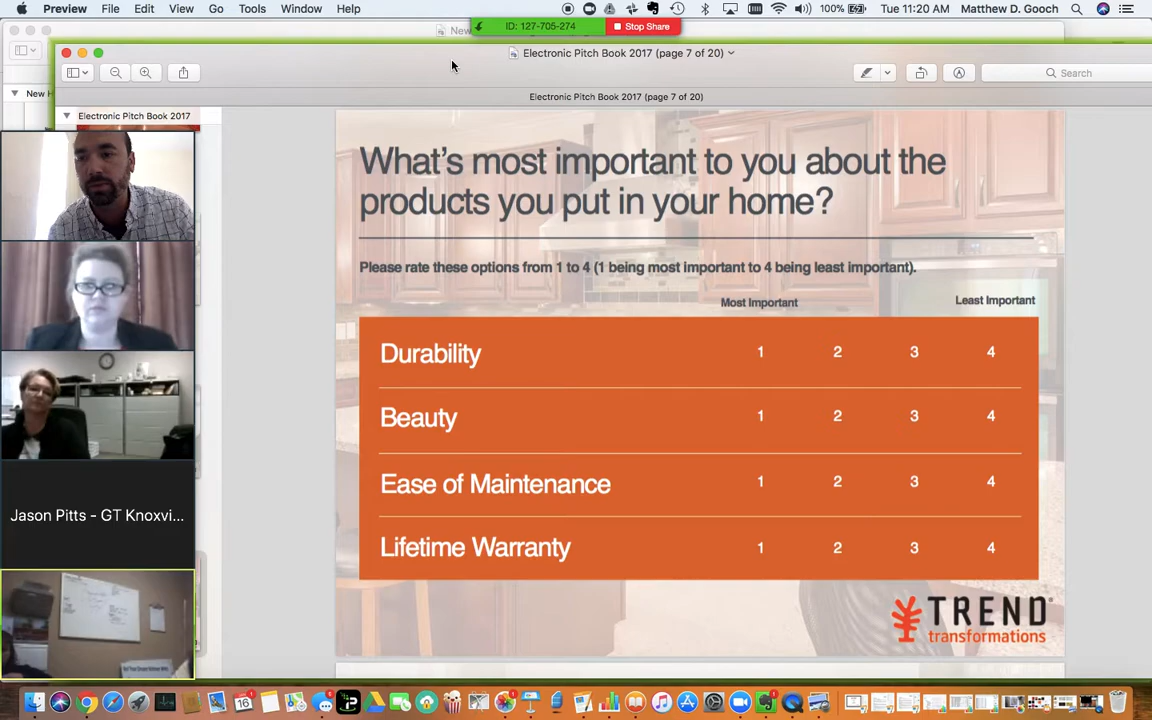 Preview File Edit View Go Tools Window Help
100% Tue 11:20 AM Matthew D. Gooch
ID: 127-705-274 Stop Share
New
Electronic Pitch Book 2017 (page 7 of 20)
Search
New H
Electronic Pitch Book 2017 (page 7 of 20)
Electronic Pitch Book 2017
What's most important to you about the
products you put in your home?
Please rate these options from 1 to 4 (1 being most important to 4 being least important).
Most Important Least Important
Durability 1 2 3 4
Beauty 1 2 3 4
Ease of Maintenance 1 2 3 4
Lifetime Warranty 1 2 3 4
Jason Pitts - GT Knoxvi...
TREND
transformations